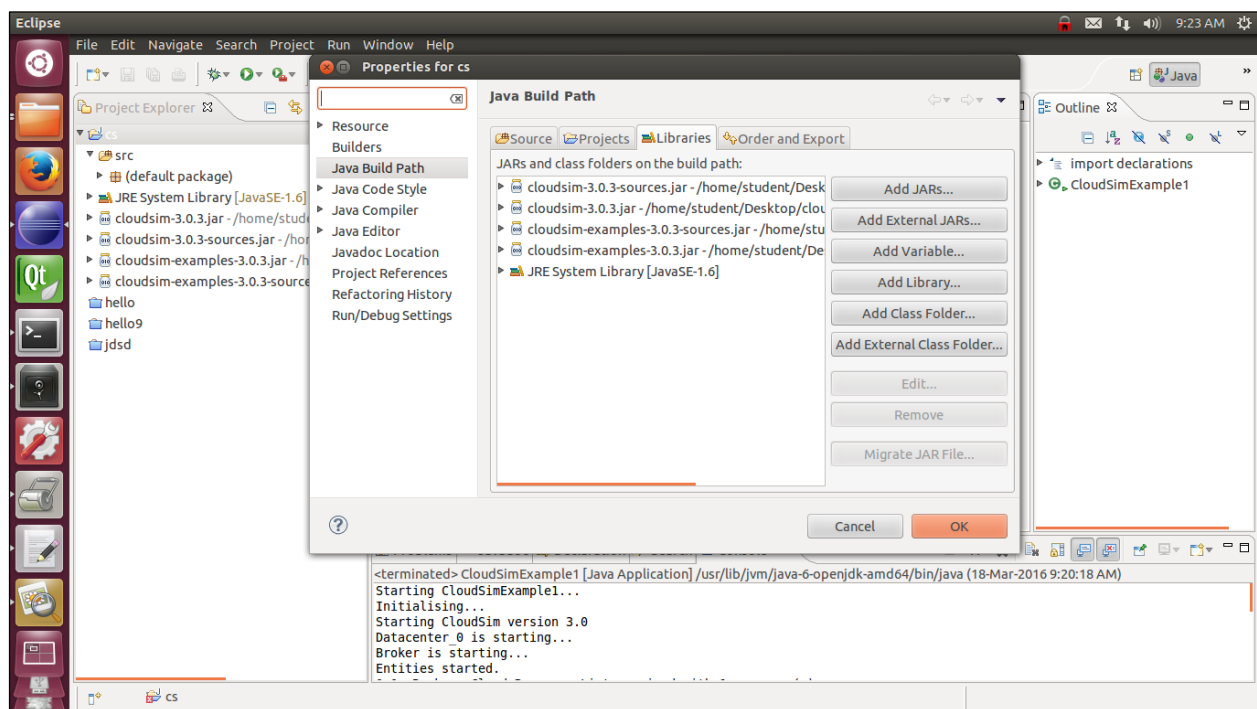 Eclipse
9:23 AM
File Edit Navigate Search Project Run Window Help
Properties for cs
Java
»
Project Explorer
cs
src
(default package)
JRE System Library [JavaSE-1.6]
cloudsim-3.0.3.jar - /home/stude
cloudsim-3.0.3-sources.jar - /hor
cloudsim-examples-3.0.3.jar - /h
cloudsim-examples-3.0.3-source
hello
hello9
jdsd
Resource
Builders
Java Build Path
Java Code Style
Java Compiler
Java Editor
Javadoc Location
Project References
Refactoring History
Run/Debug Settings
Java Build Path
Source Projects Libraries Order and Export
JARs and class folders on the build path:
cloudsim-3.0.3-sources.jar - /home/student/Desk
cloudsim-3.0.3.jar - /home/student/Desktop/clou
cloudsim-examples-3.0.3-sources.jar - /home/stu
cloudsim-examples-3.0.3.jar - /home/student/De
JRE System Library [JavaSE-1.6]
Add JARs...
Add External JARs...
Add Variable...
Add Library...
Add Class Folder...
Add External Class Folder...
Edit...
Remove
Migrate JAR File...
Cancel
OK
Outline
import declarations
CloudSimExample1
<terminated> CloudSimExample1 [Java Application] /usr/lib/jvm/java-6-openjdk-amd64/bin/java (18-Mar-2016 9:20:18 AM)
Starting CloudSimExample1...
Initialising...
Starting CloudSim version 3.0
Datacenter_0 is starting...
Broker is starting...
Entities started.
cs